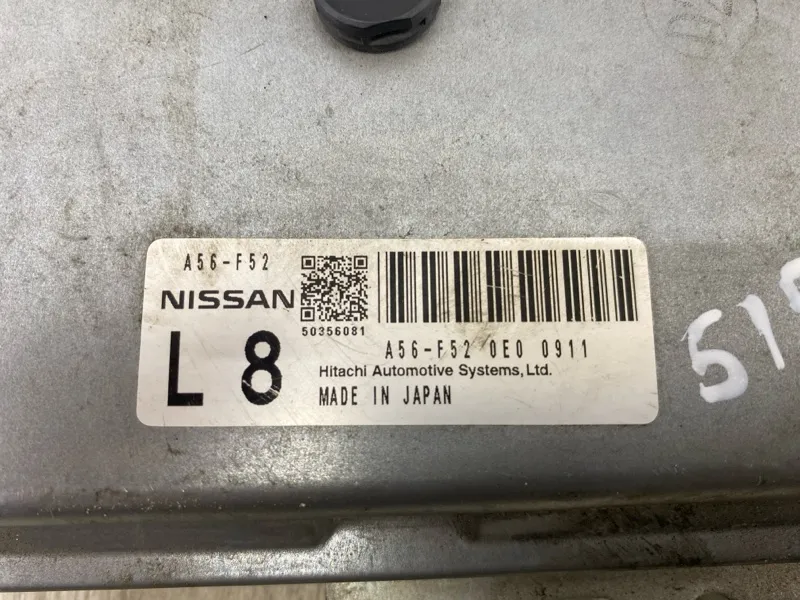 A56-F52
NISSAN
50356081
L 8
A56-F52 0E0 0911
Hitachi Automotive Systems,Ltd.
MADE IN JAPAN